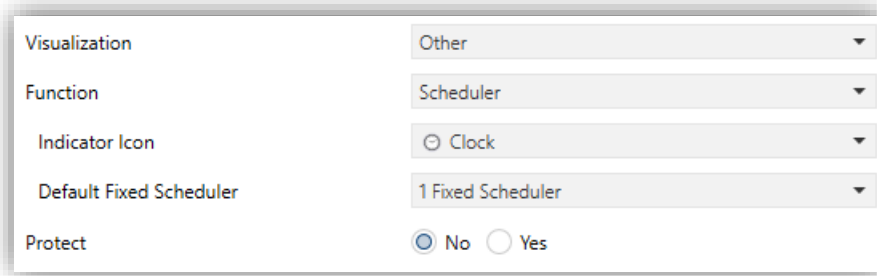 Visualization Other
Function Scheduler
Indicator Icon Clock
Default Fixed Scheduler 1 Fixed Scheduler
Protect No Yes